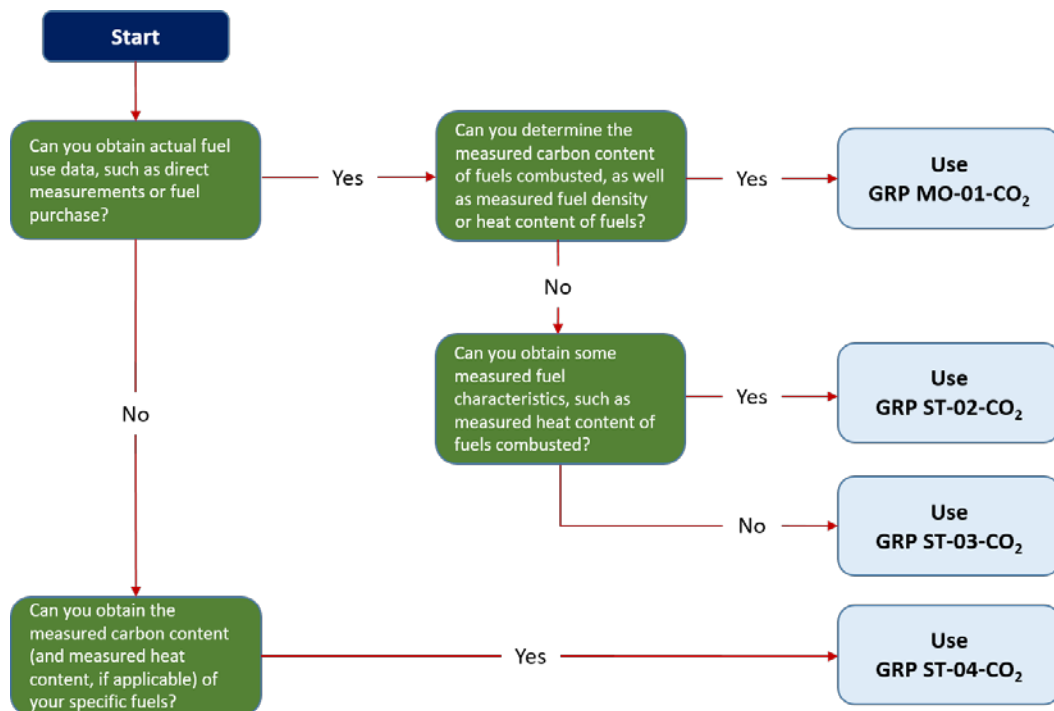 Start
Can you obtain actual fuel
use data, such as direct
measurements or fuel
purchase?
Yes
Can you determine the
measured carbon content
of fuels combusted, as well
as measured fuel density
or heat content of fuels?
Yes
Use
GRP MO-01-CO₂
No
Can you obtain some
measured fuel
characteristics, such as
measured heat content of
fuels combusted?
Yes
Use
GRP ST-02-CO₂
No
No
Use
GRP ST-03-CO₂
Can you obtain the
measured carbon content
(and measured heat
content, if applicable) of
your specific fuels?
Yes
Use
GRP ST-04-CO₂